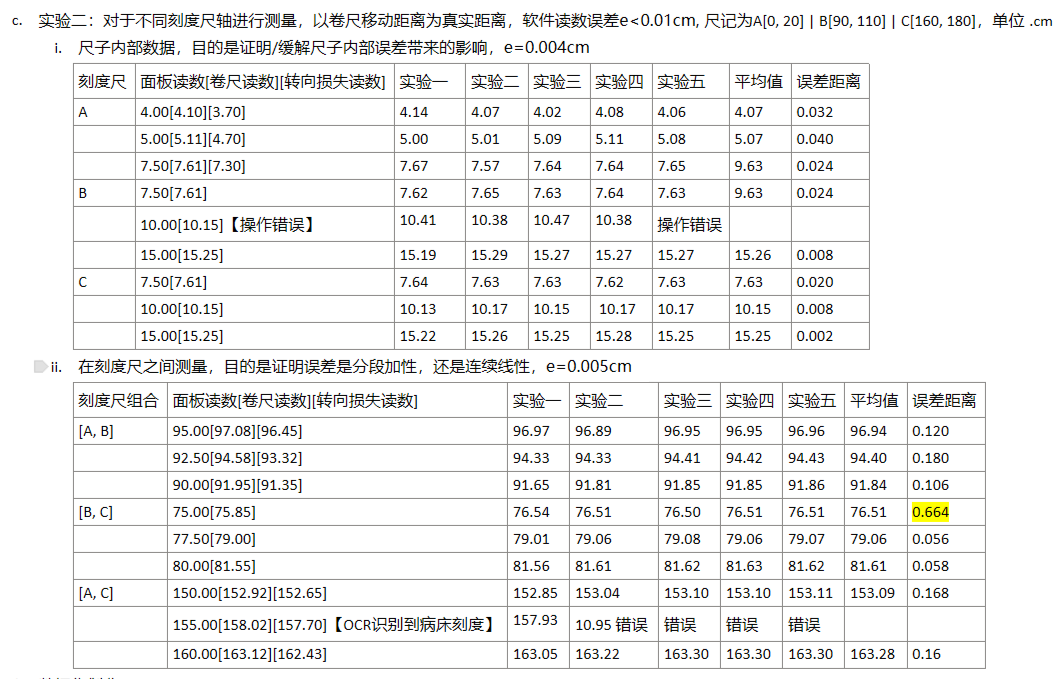 c. 实验二：对于不同刻度尺轴进行测量，以卷尺移动距离为真实距离，软件读数误差e<0.01cm, 尺记为A[0, 20] | B[90, 110] | C[160, 180]，单位 .cm
i. 尺子内部数据，目的是证明/缓解尺子内部误差带来的影响，e=0.004cm
刻度尺 面板读数[卷尺读数][转向损失读数] 实验一 实验二 实验三 实验四 实验五 平均值 误差距离
A 4.00[4.10][3.70] 4.14 4.07 4.02 4.08 4.06 4.07 0.032
5.00[5.11][4.70] 5.00 5.01 5.09 5.11 5.08 5.07 0.040
7.50[7.61][7.30] 7.67 7.57 7.64 7.64 7.65 9.63 0.024
B 7.50[7.61] 7.62 7.65 7.63 7.64 7.63 9.63 0.024
10.00[10.15]【操作错误】 10.41 10.38 10.47 10.38 操作错误
15.00[15.25] 15.19 15.29 15.27 15.27 15.27 15.26 0.008
C 7.50[7.61] 7.64 7.63 7.63 7.62 7.63 7.63 0.020
10.00[10.15] 10.13 10.17 10.15 10.17 10.17 10.15 0.008
15.00[15.25] 15.22 15.26 15.25 15.28 15.25 15.25 0.002
ii. 在刻度尺之间测量，目的是证明误差是分段加性，还是连续线性，e=0.005cm
刻度尺组合 面板读数[卷尺读数][转向损失读数] 实验一 实验二 实验三 实验四 实验五 平均值 误差距离
[A, B] 95.00[97.08][96.45] 96.97 96.89 96.95 96.95 96.96 96.94 0.120
92.50[94.58][93.32] 94.33 94.33 94.41 94.42 94.43 94.40 0.180
90.00[91.95][91.35] 91.65 91.81 91.85 91.85 91.86 91.84 0.106
[B, C] 75.00[75.85] 76.54 76.51 76.50 76.51 76.51 76.51 0.664
77.50[79.00] 79.01 79.06 79.08 79.06 79.07 79.06 0.056
80.00[81.55] 81.56 81.61 81.62 81.63 81.62 81.61 0.058
[A, C] 150.00[152.92][152.65] 152.85 153.04 153.10 153.10 153.11 153.09 0.168
155.00[158.02][157.70]【OCR识别到病床刻度】 157.93 10.95 错误 错误 错误 错误
160.00[163.12][162.43] 163.05 163.22 163.30 163.30 163.30 163.28 0.16